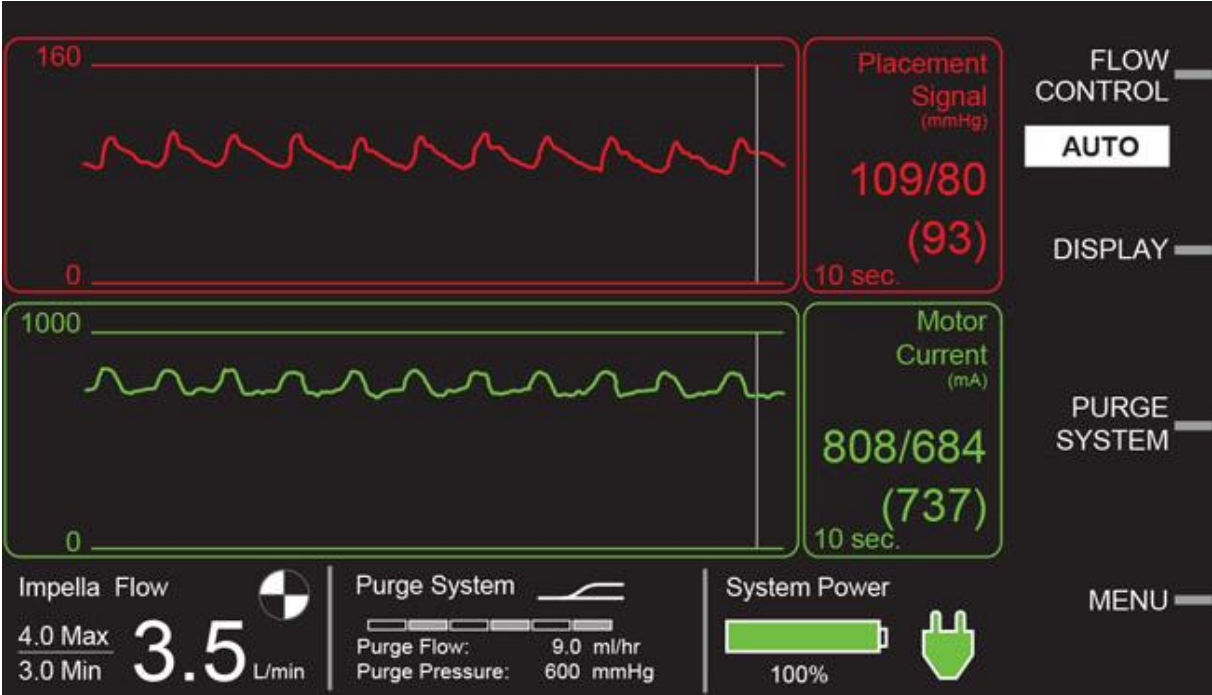 160
0
Placement
Signal
(mmHg)
109/80
(93)
10 sec.
FLOW
CONTROL
AUTO
DISPLAY
1000
0
Motor
Current
(mA)
808/684
(737)
10 sec.
PURGE
SYSTEM
MENU
Impella Flow
4.0 Max
3.0 Min
3.5 L/min
Purge System
Purge Flow: 9.0 ml/hr
Purge Pressure: 600 mmHg
System Power
100%